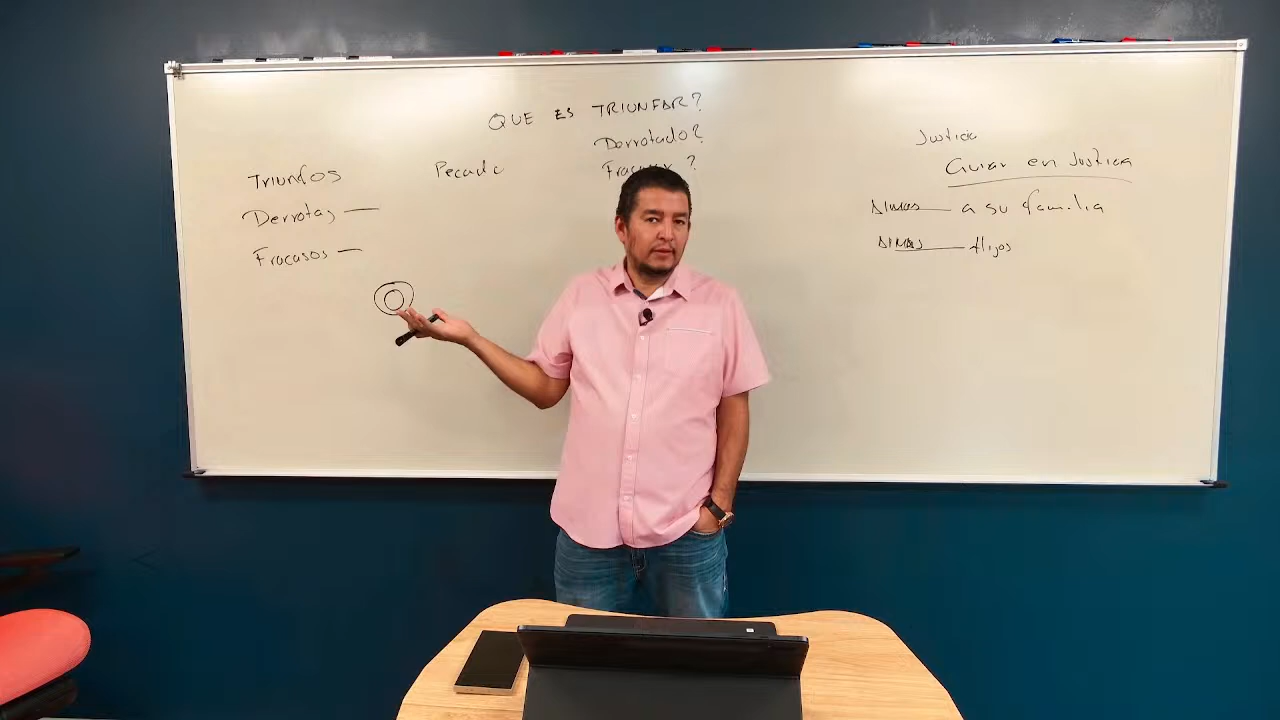 QUE ES TRIUNFAR?
Derrotado?
Triunfos
Derrotas —
Fracasos —
Pecado
Justicia
Guiar en Justicia
a su familia
Hijos